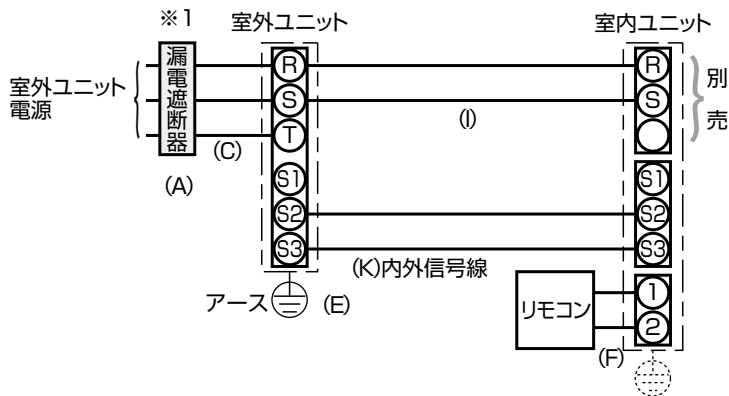 ※1
室外ユニット
室内ユニット
室外ユニット
電源
漏電遮断器
(A)
(C)
R
S
T
S1
S2
S3
アース
(E)
(I)
(K)内外信号線
R
S
S1
S2
S3
別売
リモコン
1
2
(F)